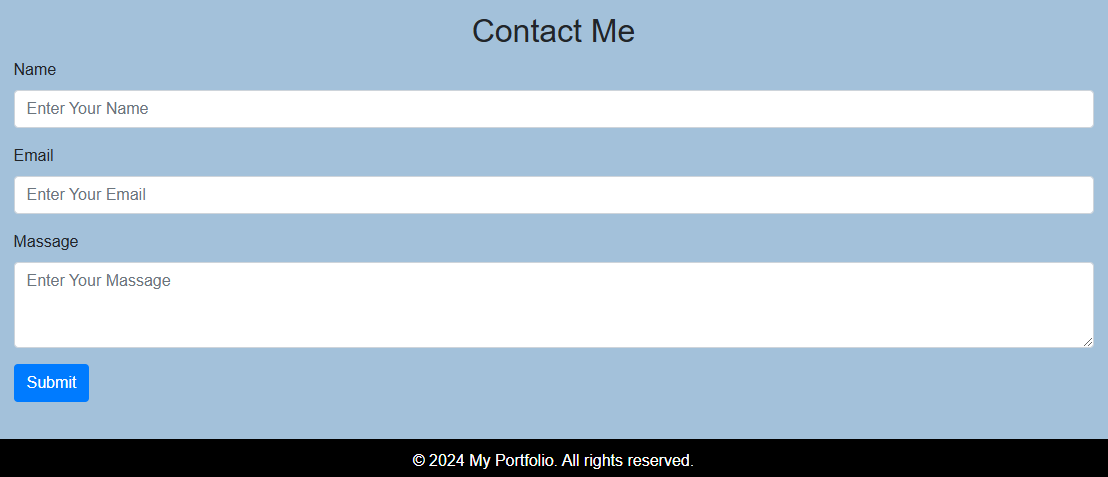 Contact Me
Name
Enter Your Name
Email
Enter Your Email
Massage
Enter Your Massage
Submit
© 2024 My Portfolio. All rights reserved.